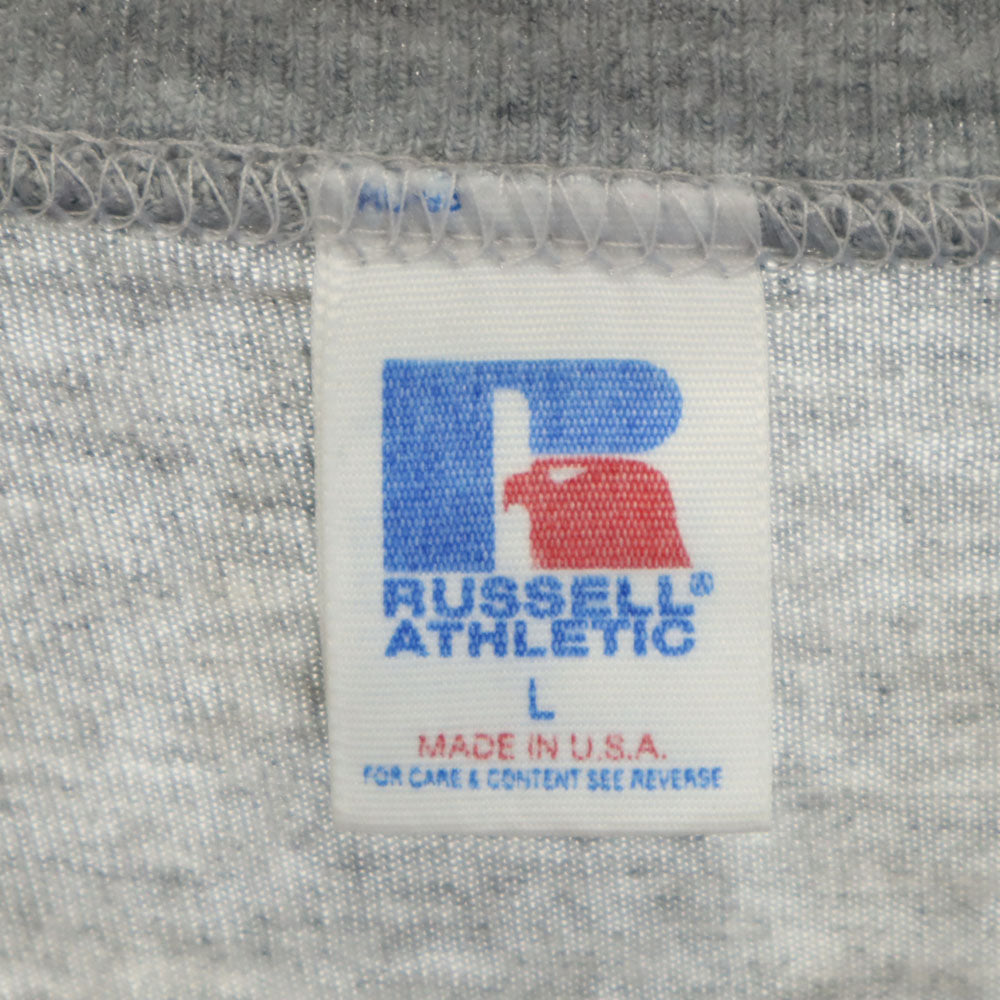 RUSSELL®
ATHLETIC
L
MADE IN U.S.A.
FOR CARE & CONTENT SEE REVERSE